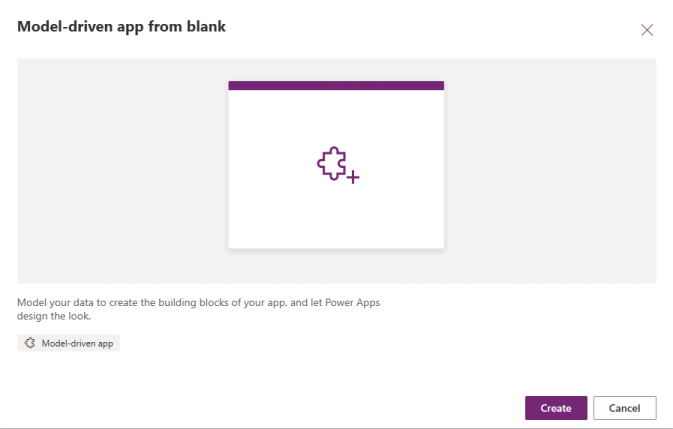 Model-driven app from blank
Model your data to create the building blocks of your app, and let Power Apps
design the look.
Model-driven app
Create
Cancel